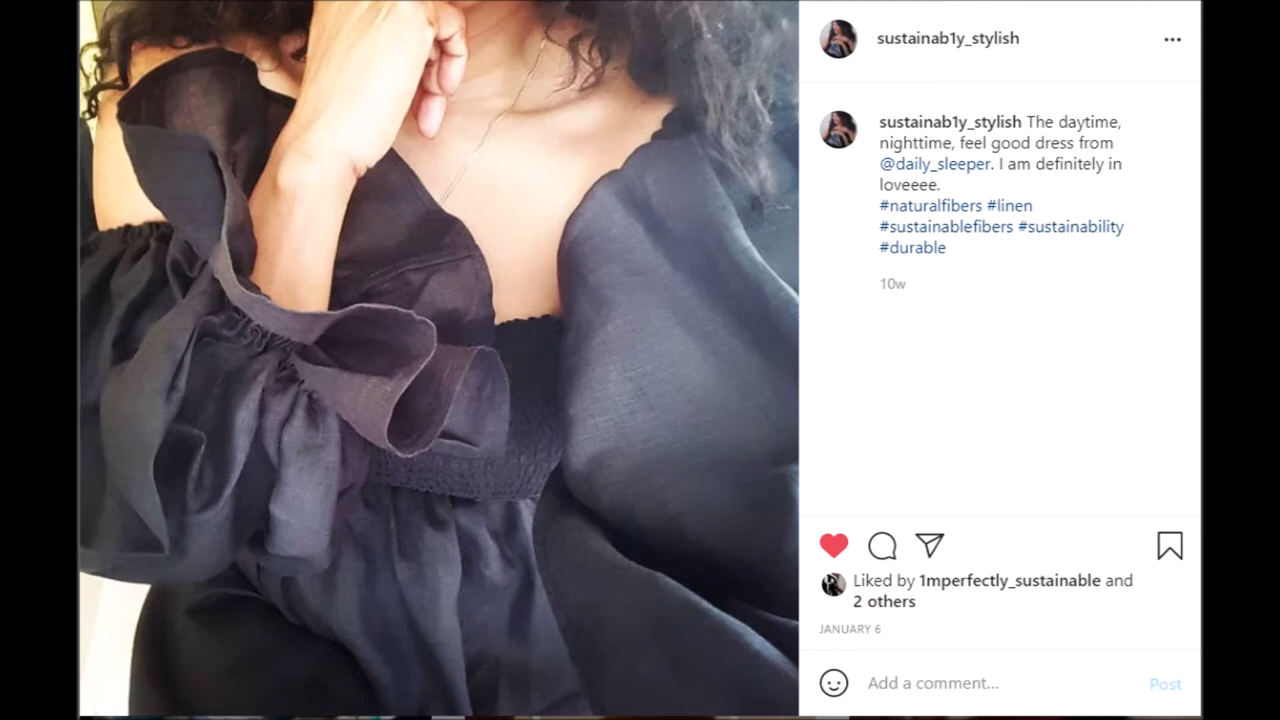 sustainab1y_stylish
sustainab1y_stylish The daytime,
nighttime, feel good dress from
@daily_sleeper. I am definitely in
loveeee.
#naturalfibers #linen
#sustainablefibers #sustainability
#durable
10w
Liked by 1mperfectly_sustainable and
2 others
JANUARY 6
Add a comment...
Post